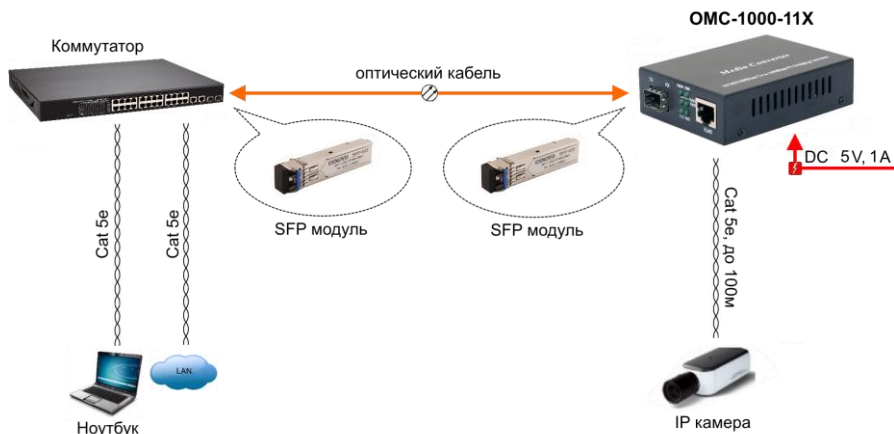 OMC-1000-11X
Коммутатор
оптический кабель
Media Converter
DC 5V, 1A
SFP модуль
SFP модуль
Cat 5e
Cat 5e
Cat 5e, до 100м
LAN
Ноутбук
IP камера